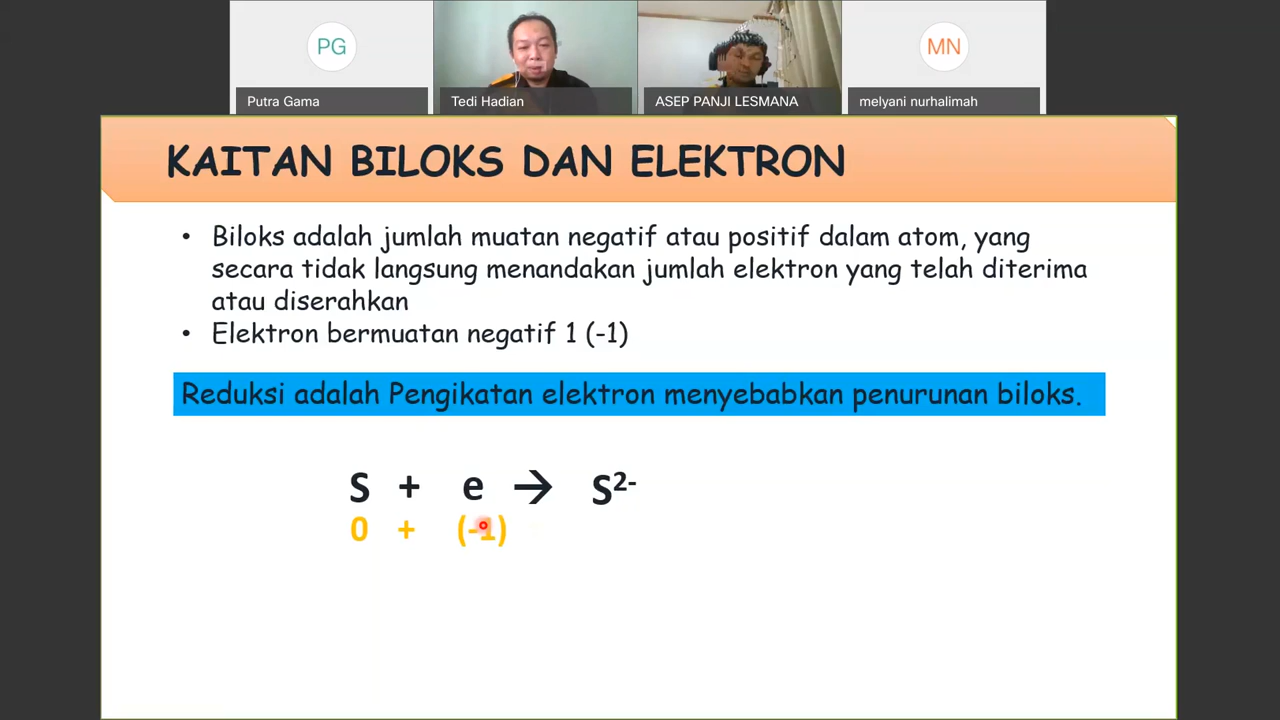 PG
MN
Putra Gama
Tedi Hadian
ASEP PANJI LESMANA
melyani nurhalimah
KAITAN BILOKS DAN ELEKTRON
• Biloks adalah jumlah muatan negatif atau positif dalam atom, yang
secara tidak langsung menandakan jumlah elektron yang telah diterima
atau diserahkan
• Elektron bermuatan negatif 1 (-1)
Reduksi adalah Pengikatan elektron menyebabkan penurunan biloks.
S + e → S²⁻
0 + (-1)